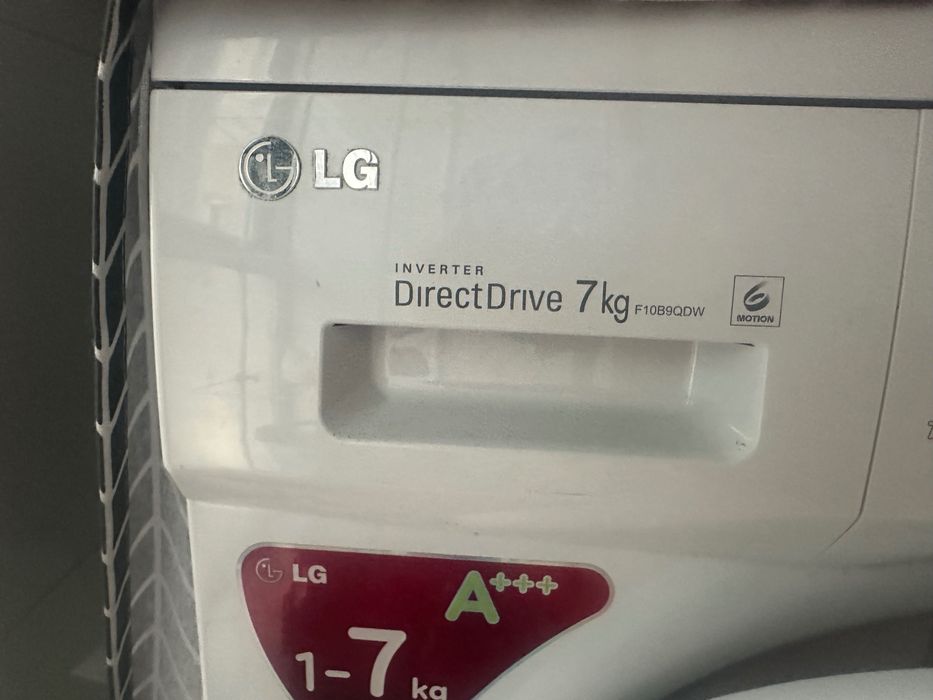 LG
INVERTER
DirectDrive 7kg F10B9QDW
6
MOTION
LG
A+++
1-7 kg